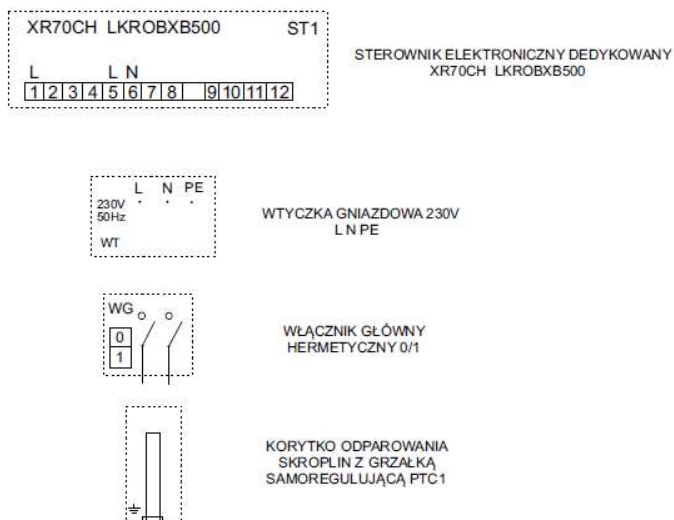 XR70CH LKROBXB500 ST1
L L N
1 2 3 4 5 6 7 8 9 10 11 12
STEROWNIK ELEKTRONICZNY DEDYKOWANY
XR70CH LKROBXB500
L N PE
230V
50Hz
WT
WTYCZKA GNIAZDOWA 230V
L N PE
WG
0
1
WŁĄCZNIK GŁÓWNY
HERMETYCZNY 0/1
KORYTKO ODPAROWANIA
SKROPLIN Z GRZAŁKĄ
SAMOREGULUJĄCĄ PTC1